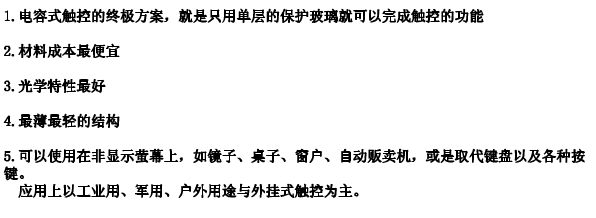 1.电容式触控的终极方案，就是只用单层的保护玻璃就可以完成触控的功能
2.材料成本最便宜
3.光学特性最好
4.最薄最轻的结构
5.可以使用在非显示萤幕上，如镜子、桌子、窗户、自动贩卖机，或是取代键盘以及各种按
键。
应用上以工业用、军用、户外用途与外挂式触控为主。